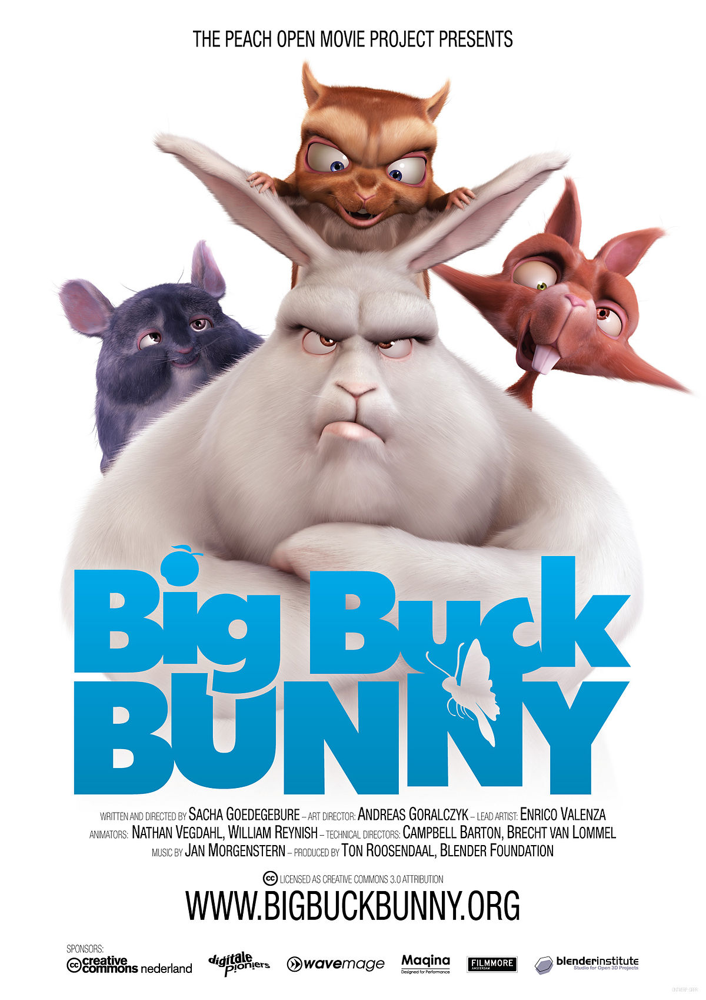 THE PEACH OPEN MOVIE PROJECT PRESENTS
Big Buck
BUNNY
WRITTEN AND DIRECTED BY SACHA GOEDEGEBURE – ART DIRECTOR: ANDREAS GORALCZYK – LEAD ARTIST: ENRICO VALENZA
ANIMATORS: NATHAN VEGDAHL, WILLIAM REYNISH – TECHNICAL DIRECTORS: CAMPBELL BARTON, BRECHT VAN LOMMEL
MUSIC BY JAN MORGENSTERN – PRODUCED BY TON ROOSENDAAL, BLENDER FOUNDATION
cc LICENSED AS CREATIVE COMMONS 3.0 ATTRIBUTION
WWW.BIGBUCKBUNNY.ORG
SPONSORS:
cc creative commons nederland
digitale pioniers
wavemage
Maqina
Designed for Performance
FILMMORE
AMSTERDAM
blenderinstitute
Studio for Open 3D Projects